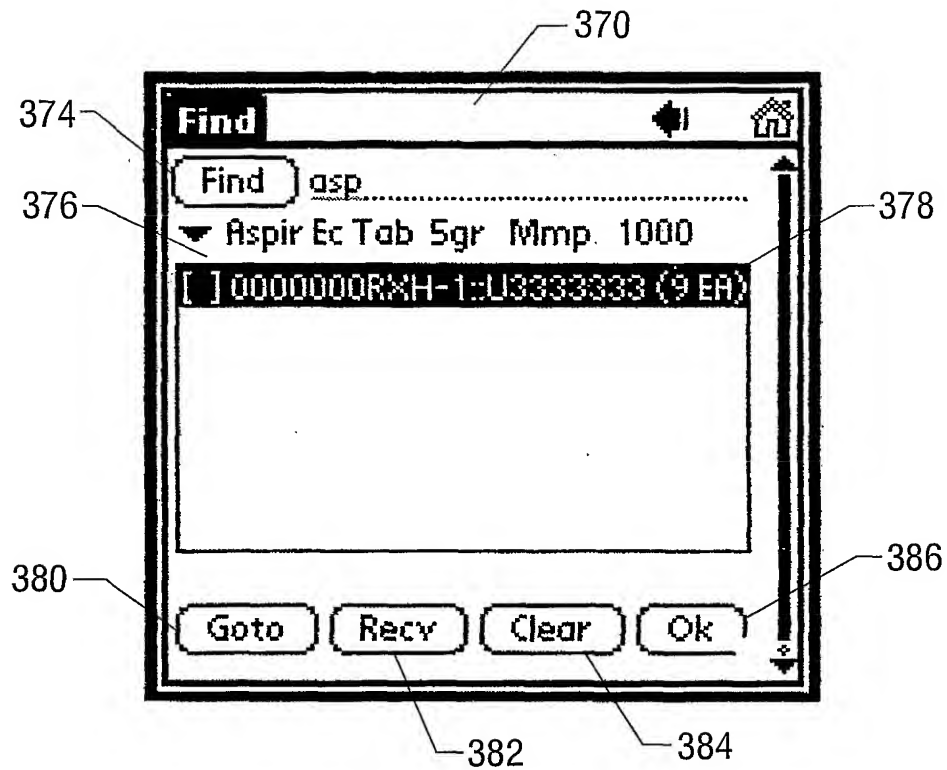 370
374
Find
Find asp
376
378
Aspir Ec Tab 5gr Mmp 1000
[ ] 0000000RXH-1::U3333333 (9 EA)
380
386
Goto Recv Clear Ok
382
384